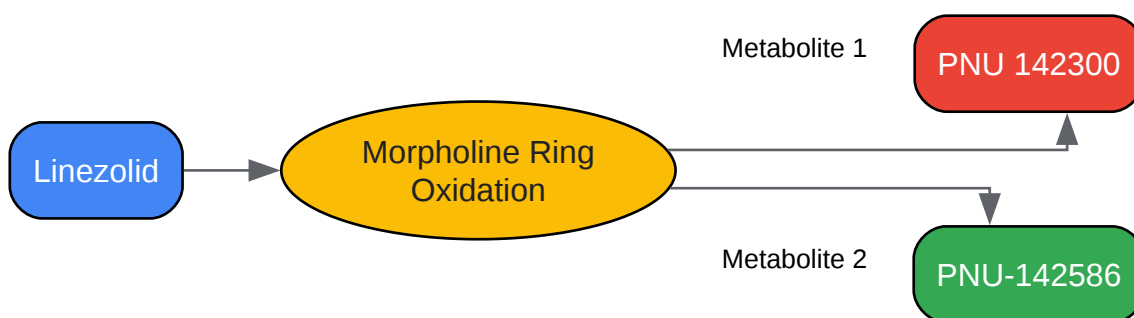 Metabolite 1
PNU 142300
Linezolid
Morpholine Ring
Oxidation
Metabolite 2
PNU-142586